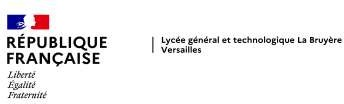 RÉPUBLIQUE
FRANÇAISE
Liberté
Égalité
Fraternité
Lycée général et technologique La Bruyère
Versailles